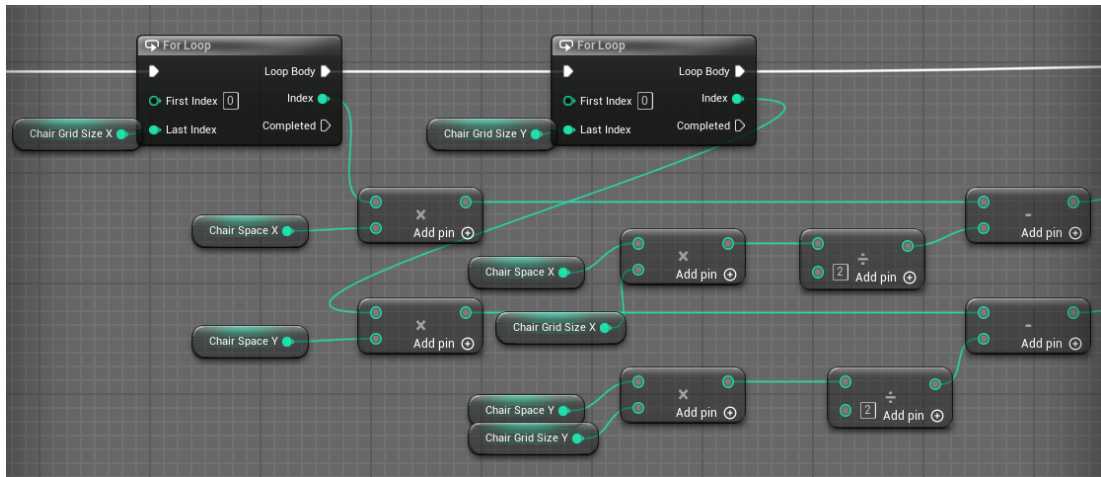 For Loop
Loop Body
First Index 0
Index
Chair Grid Size X
Last Index
Completed
For Loop
Loop Body
First Index 0
Index
Chair Grid Size Y
Last Index
Completed
Chair Space X
×
Add pin
-
Add pin
Chair Space X
×
Add pin
÷
2
Add pin
Chair Space Y
×
Add pin
Chair Grid Size X
-
Add pin
Chair Space Y
×
Add pin
÷
2
Add pin
Chair Grid Size Y